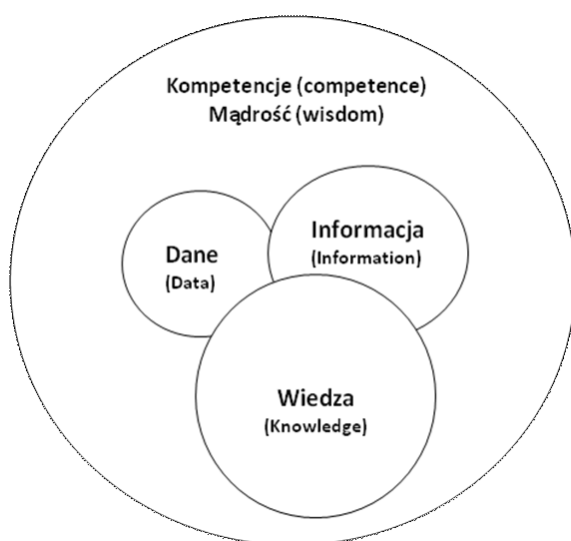 Kompetencje (competence)
Mądrość (wisdom)
Dane
(Data)
Informacja
(Information)
Wiedza
(Knowledge)